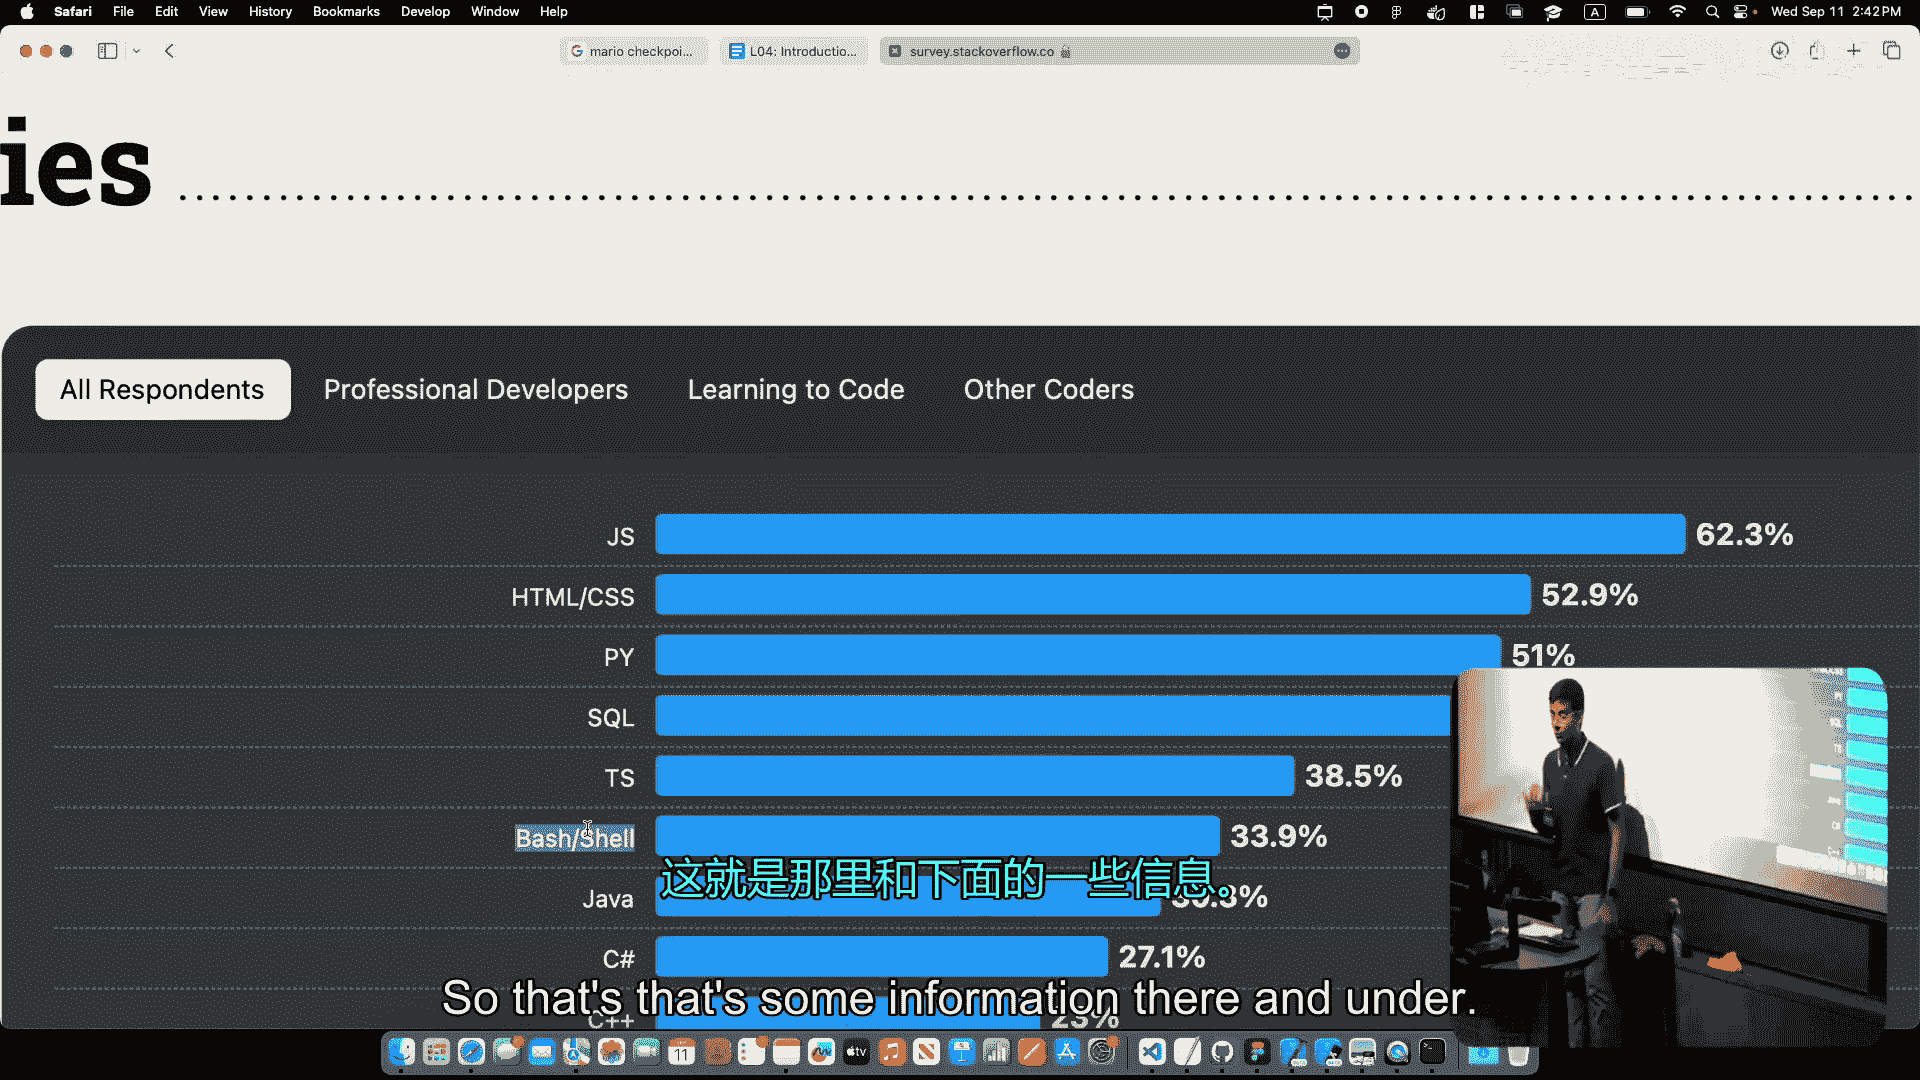 Safari File Edit View History Bookmarks Develop Window Help A Wed Sep 11 2:42 PM
mario checkpoi... L04: Introductio... survey.stackoverflow.co
ies
All Respondents Professional Developers Learning to Code Other Coders
JS 62.3%
HTML/CSS 52.9%
PY 51%
SQL
TS 38.5%
Bash/Shell 33.9%
Java
这就是那里和下面的一些信息。
C# 27.1%
So that's that's some information there and under.
C++ 23%
11 tv